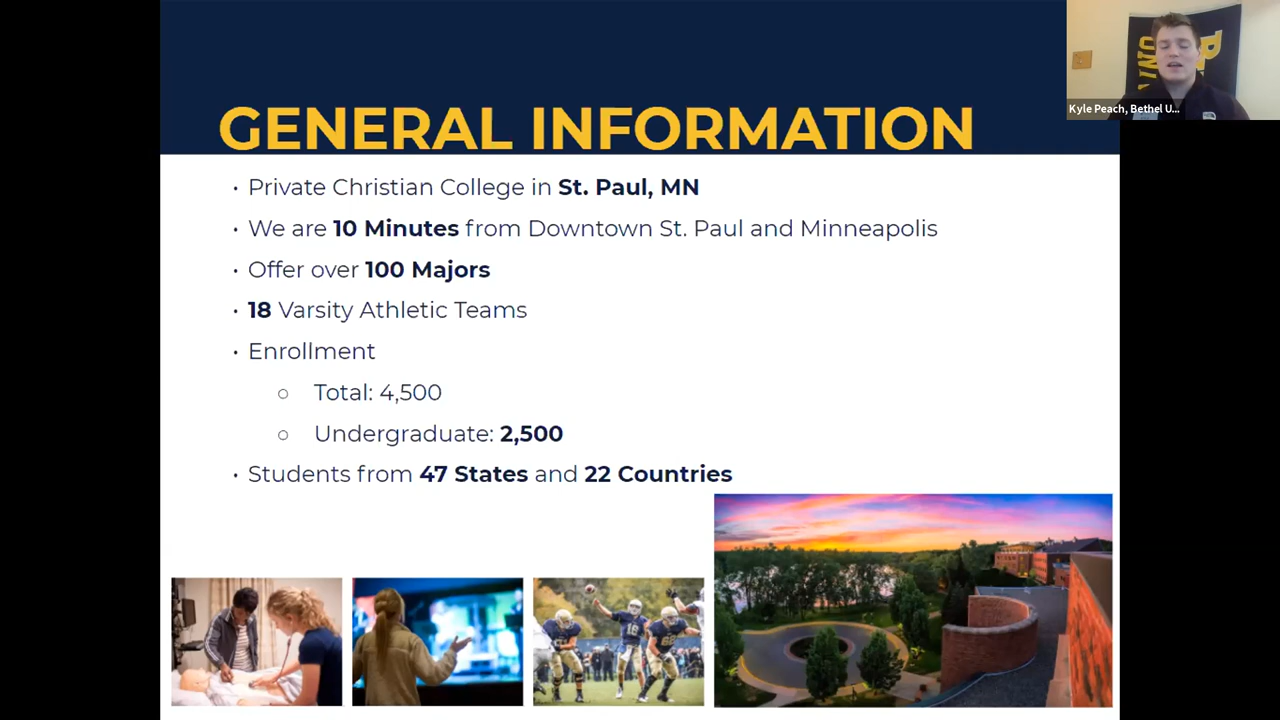 GENERAL INFORMATION
• Private Christian College in St. Paul, MN
• We are 10 Minutes from Downtown St. Paul and Minneapolis
• Offer over 100 Majors
• 18 Varsity Athletic Teams
• Enrollment
○ Total: 4,500
○ Undergraduate: 2,500
• Students from 47 States and 22 Countries
Kyle Peach, Bethel U...